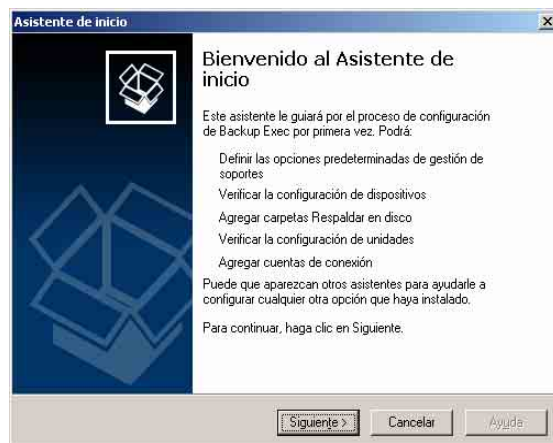 Asistente de inicio
Bienvenido al Asistente de
inicio
Este asistente le guiará por el proceso de configuración
de Backup Exec por primera vez. Podrá:
Definir las opciones predeterminadas de gestión de
soportes
Verificar la configuración de dispositivos
Agregar carpetas Respaldar en disco
Verificar la configuración de unidades
Agregar cuentas de conexión
Puede que aparezcan otros asistentes para ayudarle a
configurar cualquier otra opción que haya instalado.
Para continuar, haga clic en Siguiente.
Siguiente >
Cancelar
Ayuda